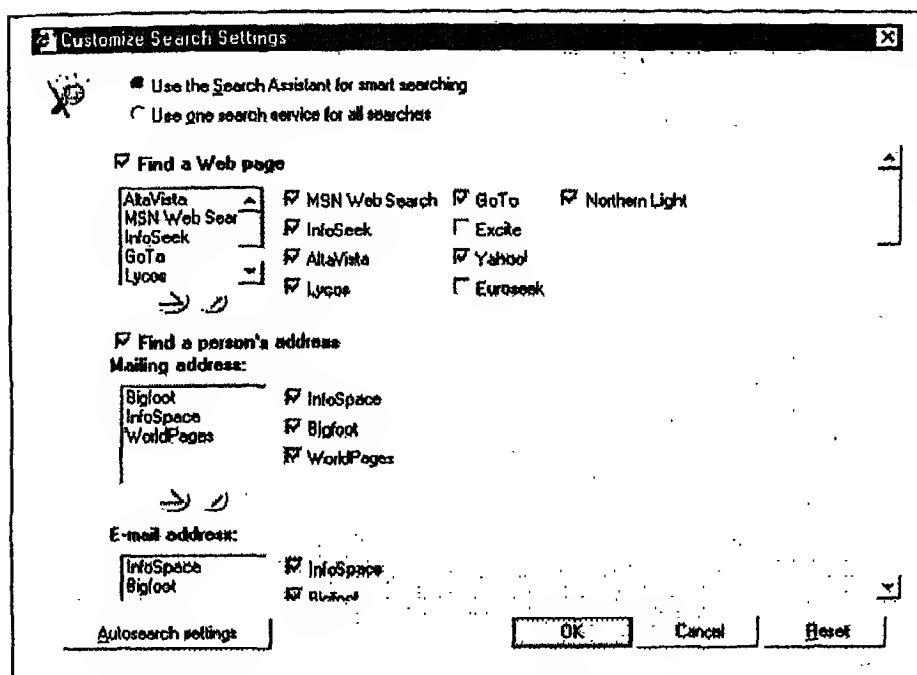 Customize Search Settings
Use the Search Assistant for smart searching
Use one search service for all searches
Find a Web page
AltaVista
MSN Web Sear
InfoSeek
GoTo
Lycos
MSN Web Search GoTo Northern Light
InfoSeek Excite
AltaVista Yahoo!
Lycos Euroseek
Find a person's address
Mailing address:
Bigfoot
InfoSpace
WorldPages
InfoSpace
Bigfoot
WorldPages
E-mail address:
InfoSpace
Bigfoot
InfoSpace
Bigfoot
Autosearch settings OK Cancel Reset